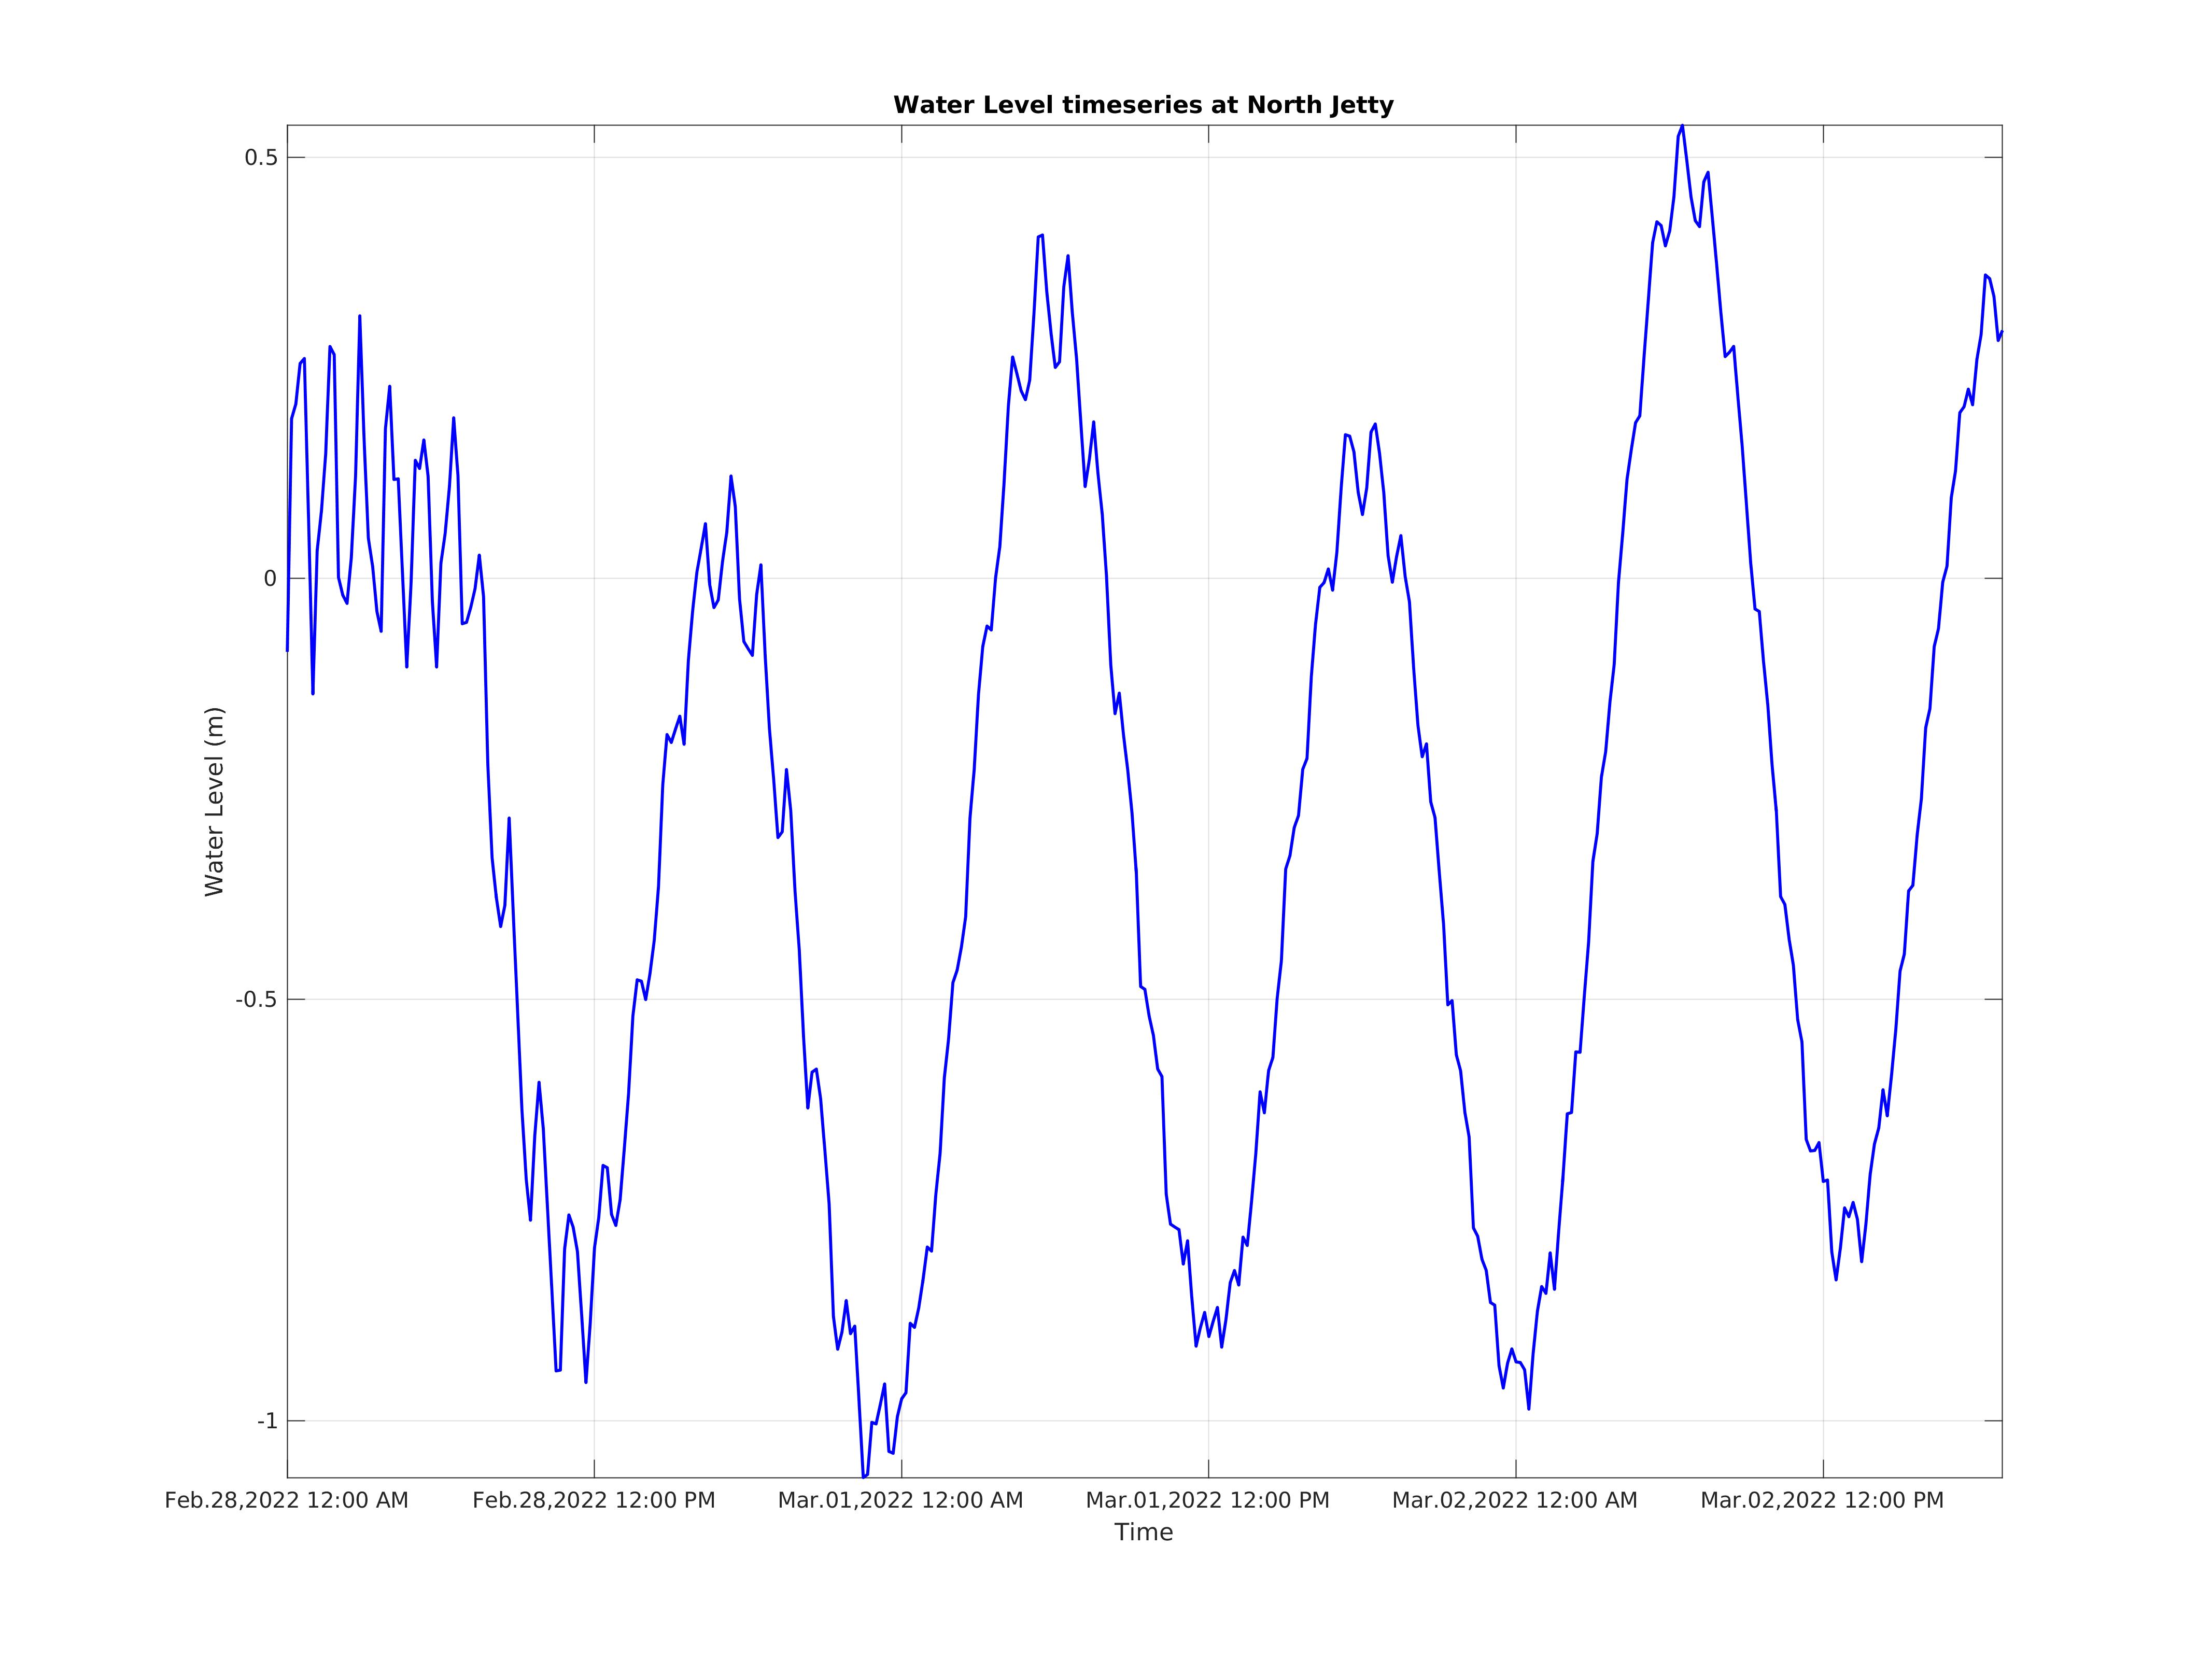 Water Level timeseries at North Jetty
0.5
0
-0.5
-1
Water Level (m)
Feb.28,2022 12:00 AM Feb.28,2022 12:00 PM Mar.01,2022 12:00 AM Mar.01,2022 12:00 PM Mar.02,2022 12:00 AM Mar.02,2022 12:00 PM
Time